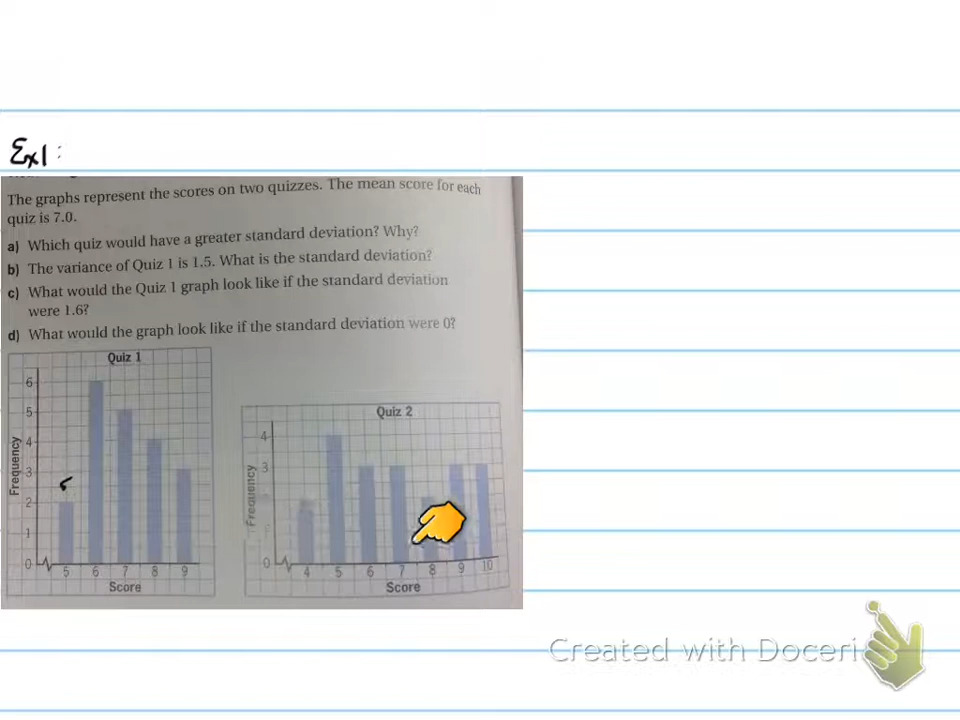 Ex1:
The graphs represent the scores on two quizzes. The mean score for each
quiz is 7.0.
a) Which quiz would have a greater standard deviation? Why?
b) The variance of Quiz 1 is 1.5. What is the standard deviation?
c) What would the Quiz 1 graph look like if the standard deviation
were 1.6?
d) What would the graph look like if the standard deviation were 0?
Quiz 1
6
5
4
3
2
1
0
Frequency
5 6 7 8 9
Score
Quiz 2
4
3
0
Frequency
4 5 6 7 8 9 10
Score
Created with Doceri